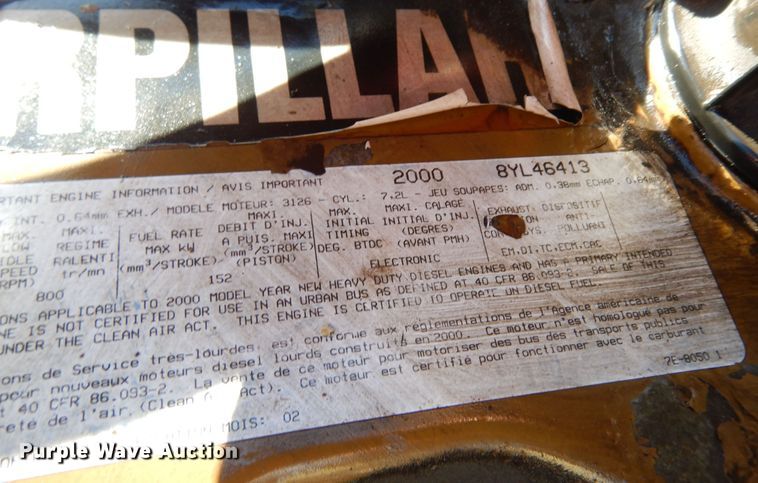 RPILLAR
2000 8YL46413
RTANT ENGINE INFORMATION / AVIS IMPORTANT
INT. 0.64mm EXH./ MODELE MOTEUR: 3126 - CYL.: 7.2L - JEU SOUPAPES: ADM. 0.38mm ECHAP. 0.64mm
MAX. MAXI.
LOW REGIME
IDLE RALENTI
SPEED tr/mn
RPM)
FUEL RATE
MAX kW
(mm³/STROKE)-
MAXI.
DEBIT D'INJ.
A PUIS. MAXI
(mm³/STROKE)
(PISTON)
MAX. MAXI. CALAGE
INITIAL INITIAL D'INJ.
TIMING (DEGRES)
DEG. BTDC (AVANT PMH)
EXHAUST DISPOSITIF
ANTI-
SYS. POLLUANT
800
152
ELECTRONIC
EM.DI.TC.ECM.CAC
ONS APPLICABLE TO 2000 MODEL YEAR NEW HEAVY DUTY DIESEL ENGINES AND HAS A PRIMARY INTENDED
NE IS NOT CERTIFIED FOR USE IN AN URBAN BUS AS DEFINED AT 40 CFR 86.093-2. SALE OF THIS
UNDER THE CLEAN AIR ACT. THIS ENGINE IS CERTIFIED TO OPERATE ON DIESEL FUEL.
ons de Service très-lourdes, est conforme aux réglementations de l'Agence américaine de
pour nouveaux moteurs diesel lourds construits en 2000. Ce moteur n'est homologué pas pour
t 40 CFR 86.093-2. La vente de ce moteur pour motoriser des bus des transports publics
reté de l'air.(Clean Act). Ce moteur est certifié pour fonctionner avec le carburant
7E-8050 1
MOIS: 02
Purple Wave Auction